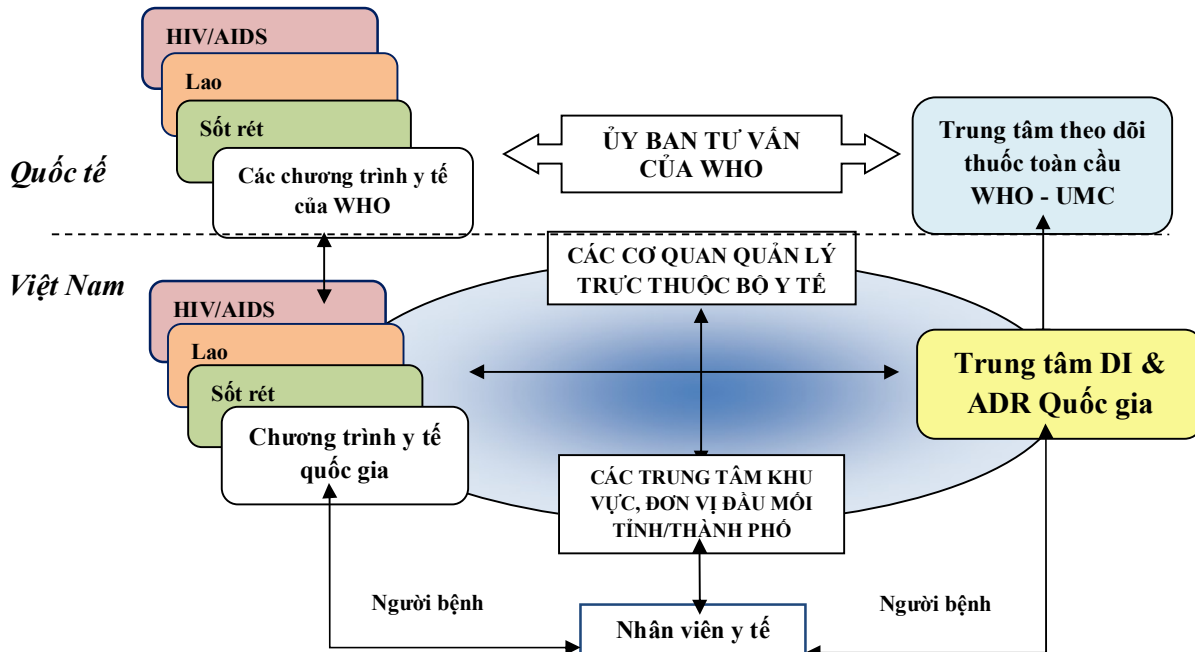 HIV/AIDS
Lao
Sốt rét
Các chương trình y tế
của WHO
ỦY BAN TƯ VẤN
CỦA WHO
Trung tâm theo dõi
thuốc toàn cầu
WHO - UMC
Quốc tế
Việt Nam
CÁC CƠ QUAN QUẢN LÝ
TRỰC THUỘC BỘ Y TẾ
HIV/AIDS
Lao
Sốt rét
Chương trình y tế
quốc gia
Trung tâm DI &
ADR Quốc gia
CÁC TRUNG TÂM KHU
VỰC, ĐƠN VỊ ĐẦU MỐI
TỈNH/THÀNH PHỐ
Người bệnh
Người bệnh
Nhân viên y tế